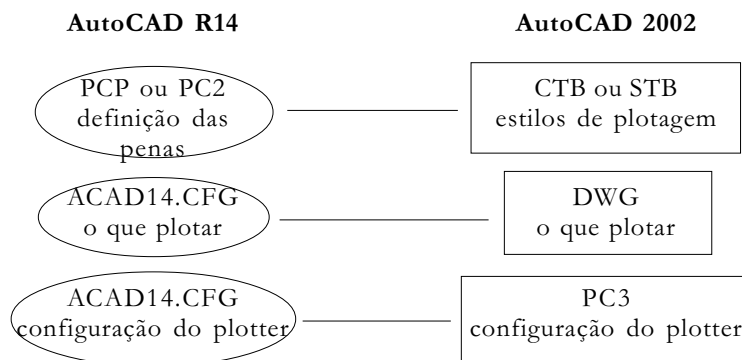 AutoCAD R14
AutoCAD 2002
PCP ou PC2
definição das
penas
CTB ou STB
estilos de plotagem
ACAD14.CFG
o que plotar
DWG
o que plotar
ACAD14.CFG
configuração do plotter
PC3
configuração do plotter